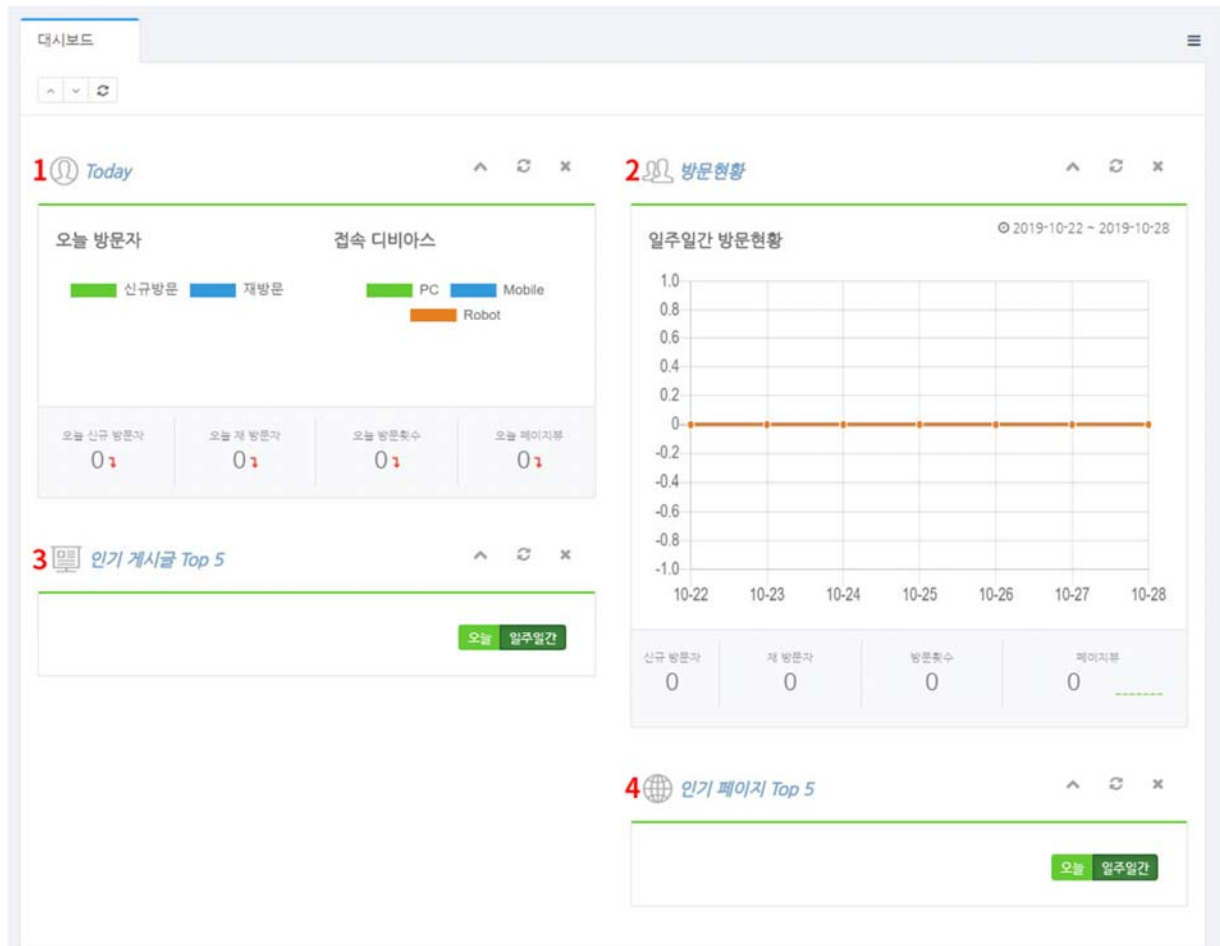 대시보드
1 Today
오늘 방문자
접속 디비아스
신규방문 재방문
PC Mobile
Robot
오늘 신규 방문자 오늘 재 방문자 오늘 방문횟수 오늘 페이지뷰
0 0 0 0
2 방문현황
일주일간 방문현황
2019-10-22 ~ 2019-10-28
1.0
0.8
0.6
0.4
0.2
0
-0.2
-0.4
-0.6
-0.8
-1.0
10-22 10-23 10-24 10-25 10-26 10-27 10-28
신규 방문자 재 방문자 방문횟수 페이지뷰
0 0 0 0
3 인기 게시글 Top 5
오늘 일주일간
4 인기 페이지 Top 5
오늘 일주일간